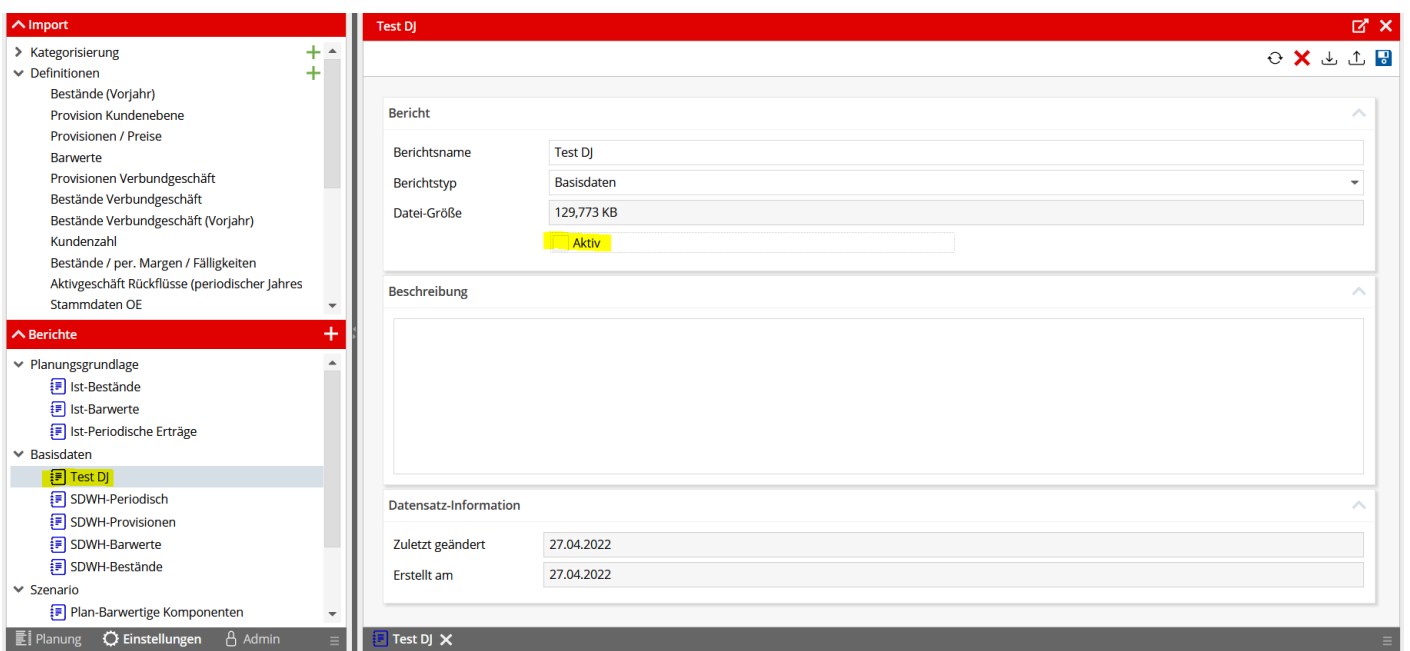 Import
Kategorisierung
Definitionen
Bestände (Vorjahr)
Provision Kundenebene
Provisionen / Preise
Barwerte
Provisionen Verbundgeschäft
Bestände Verbundgeschäft
Bestände Verbundgeschäft (Vorjahr)
Kundenzahl
Bestände / per. Margen / Fälligkeiten
Aktivgeschäft Rückflüsse (periodischer Jahres
Stammdaten OE
Berichte
Planungsgrundlage
Ist-Bestände
Ist-Barwerte
Ist-Periodische Erträge
Basisdaten
Test DJ
SDWH-Periodisch
SDWH-Provisionen
SDWH-Barwerte
SDWH-Bestände
Szenario
Plan-Barwertige Komponenten
Planung Einstellungen Admin
Test DJ
Bericht
Berichtsname Test DJ
Berichtstyp Basisdaten
Datei-Größe 129,773 KB
Aktiv
Beschreibung
Datensatz-Information
Zuletzt geändert 27.04.2022
Erstellt am 27.04.2022
Test DJ